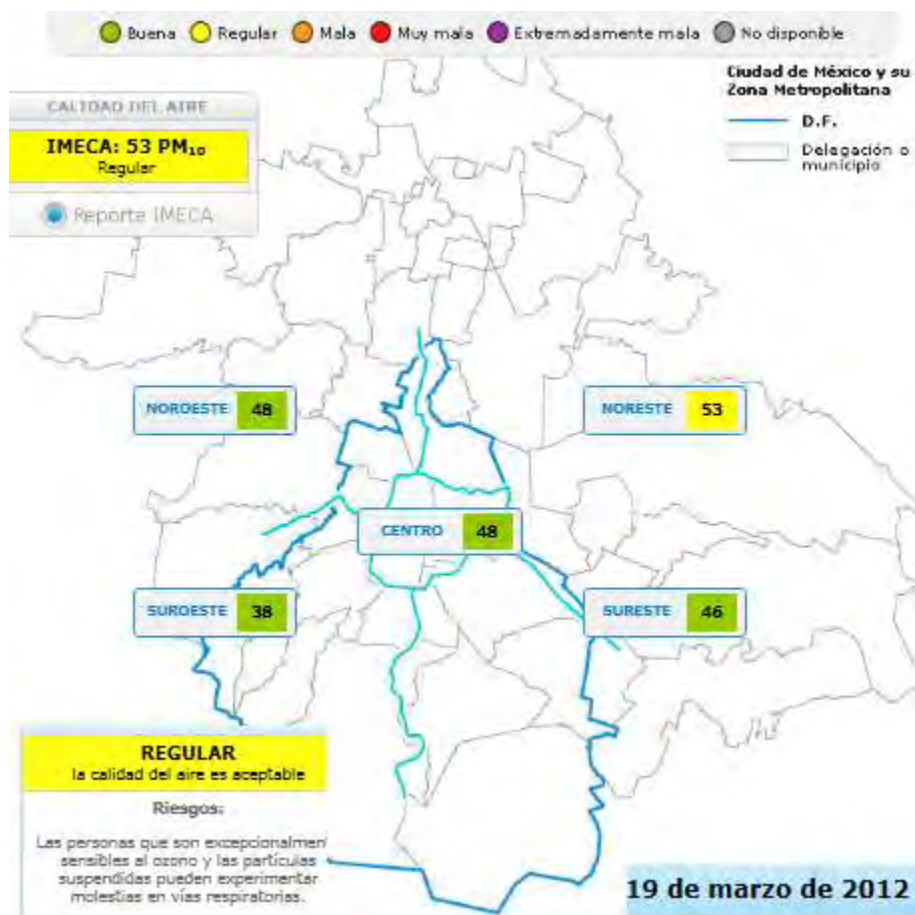 Buena Regular Mala Muy mala Extremadamente mala No disponible
Ciudad de México y su
Zona Metropolitana
D.F.
Delegación o
municipio
CALIDAD DEL AIRE
IMECA: 53 PM₁₀
Regular
Reporte IMECA
NOROESTE 48
NORESTE 53
CENTRO 48
SUROESTE 38
SURESTE 46
REGULAR
la calidad del aire es aceptable
Riesgos:
Las personas que son excepcionalmen
sensibles al ozono y las partículas
suspendidas pueden experimentar
molestias en vías respiratorias.
19 de marzo de 2012